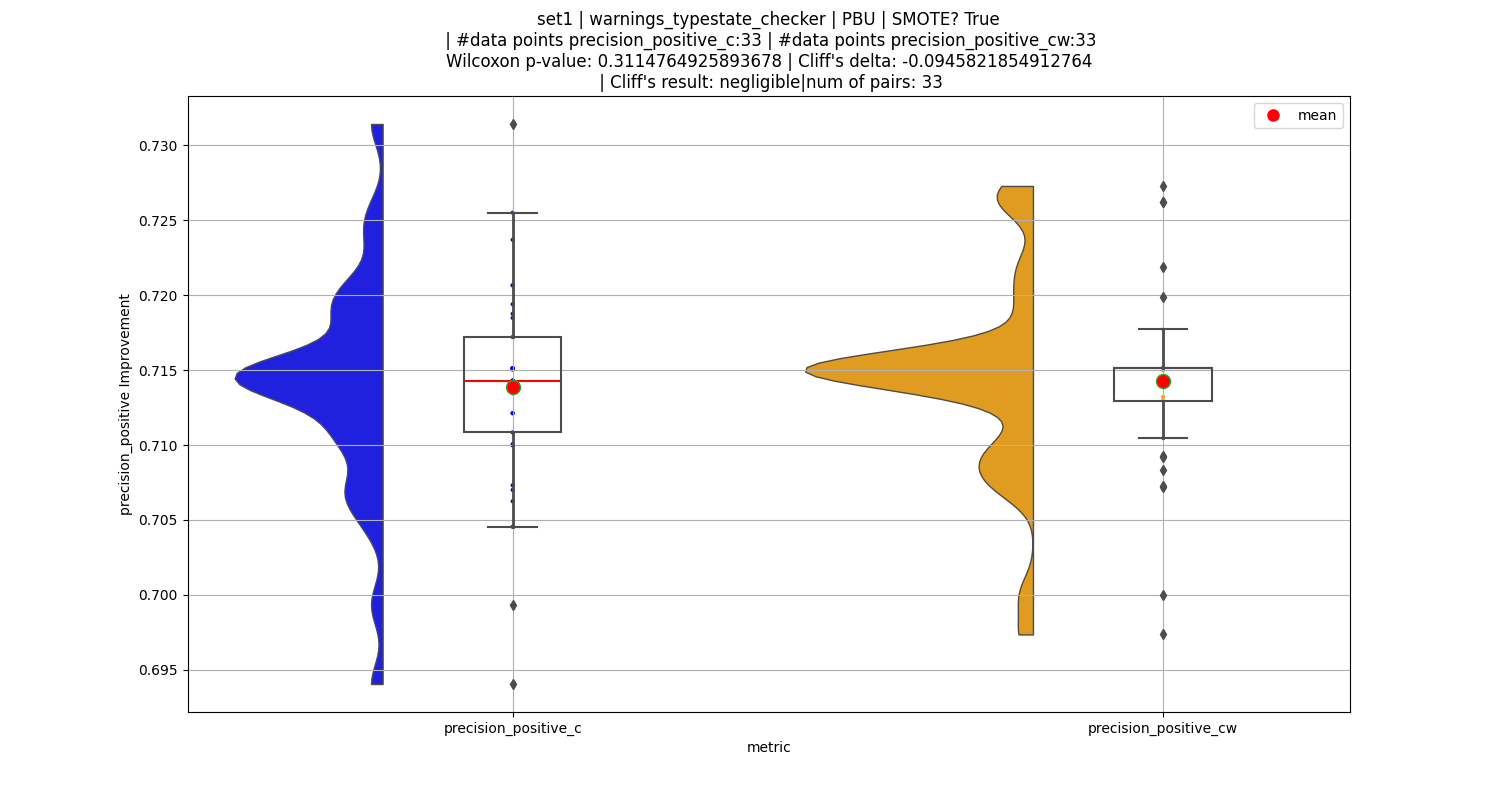 set1 | warnings_typestate_checker | PBU | SMOTE? True
| #data points precision_positive_c:33 | #data points precision_positive_cw:33
Wilcoxon p-value: 0.3114764925893678 | Cliff's delta: -0.0945821854912764
| Cliff's result: negligible|num of pairs: 33
mean
0.730
0.725
0.720
0.715
0.710
0.705
0.700
0.695
precision_positive Improvement
precision_positive_c
precision_positive_cw
metric